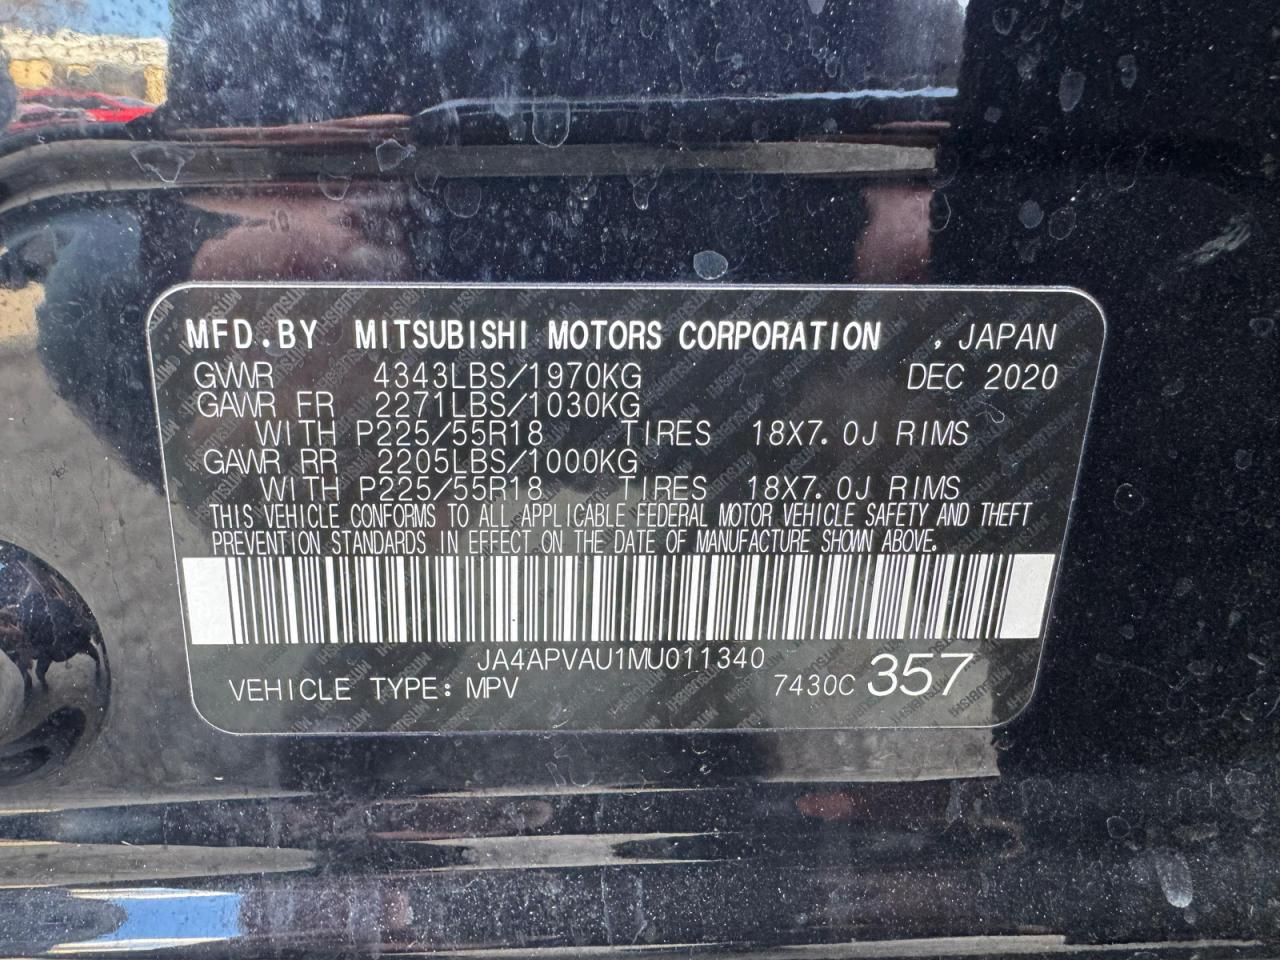 MFD.BY MITSUBISHI MOTORS CORPORATION , JAPAN
GVWR 4343LBS/1970KG DEC 2020
GAWR FR 2271LBS/1030KG
WITH P225/55R18 TIRES 18X7.0J RIMS
GAWR RR 2205LBS/1000KG
WITH P225/55R18 TIRES 18X7.0J RIMS
THIS VEHICLE CONFORMS TO ALL APPLICABLE FEDERAL MOTOR VEHICLE SAFETY AND THEFT
PREVENTION STANDARDS IN EFFECT ON THE DATE OF MANUFACTURE SHOWN ABOVE.
JA4APVAU1MU011340
VEHICLE TYPE: MPV 7430C 357